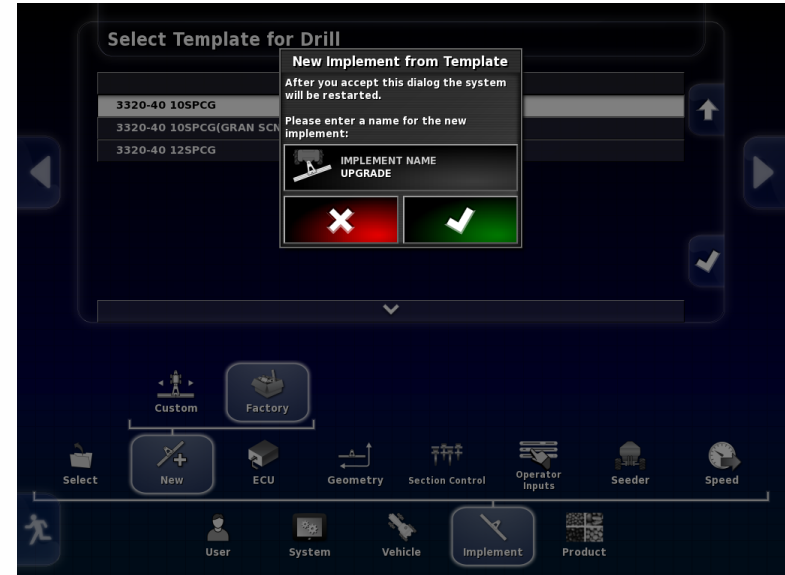 Select Template for Drill
New Implement from Template
After you accept this dialog the system
will be restarted.
Please enter a name for the new
implement:
IMPLEMENT NAME
UPGRADE
3320-40 10SPCG
3320-40 10SPCG(GRAN SCN
3320-40 12SPCG
Custom
Factory
Select
New
ECU
Geometry
Section Control
Operator
Inputs
Seeder
Speed
User
System
Vehicle
Implement
Product